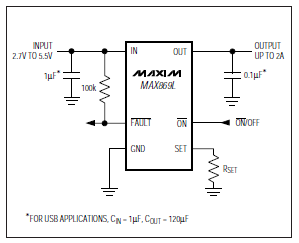 INPUT
2.7V TO 5.5V
IN
OUT
OUTPUT
UP TO 2A
1µF*
100k
MAXIM
MAX869L
0.1µF*
FAULT
ON
ON/OFF
GND
SET
RSET
*FOR USB APPLICATIONS, CIN = 1µF, COUT = 120µF